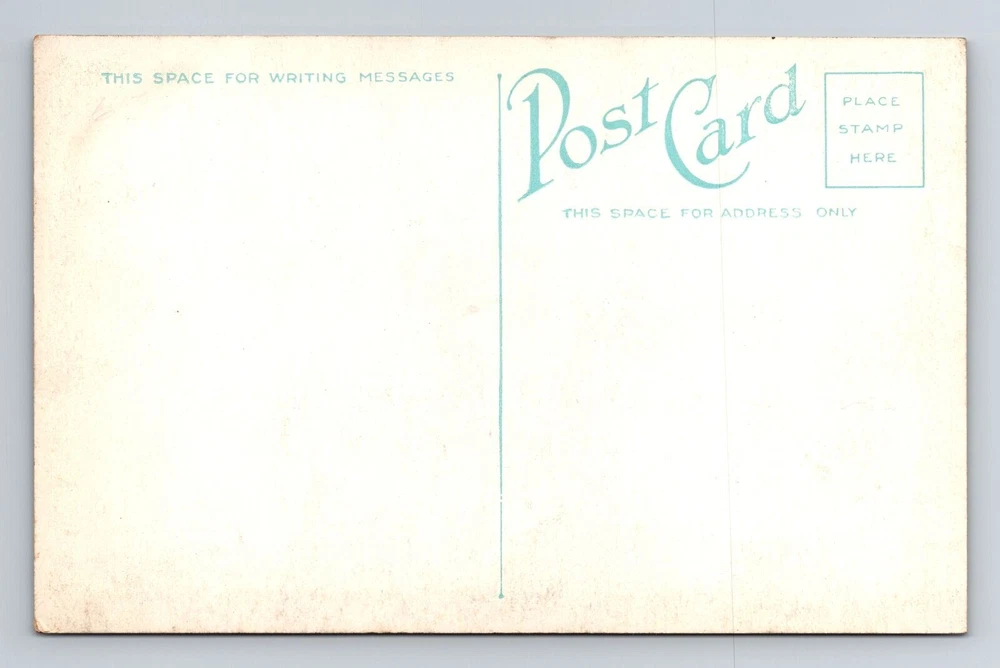 THIS SPACE FOR WRITING MESSAGES
Post Card
PLACE
STAMP
HERE
THIS SPACE FOR ADDRESS ONLY